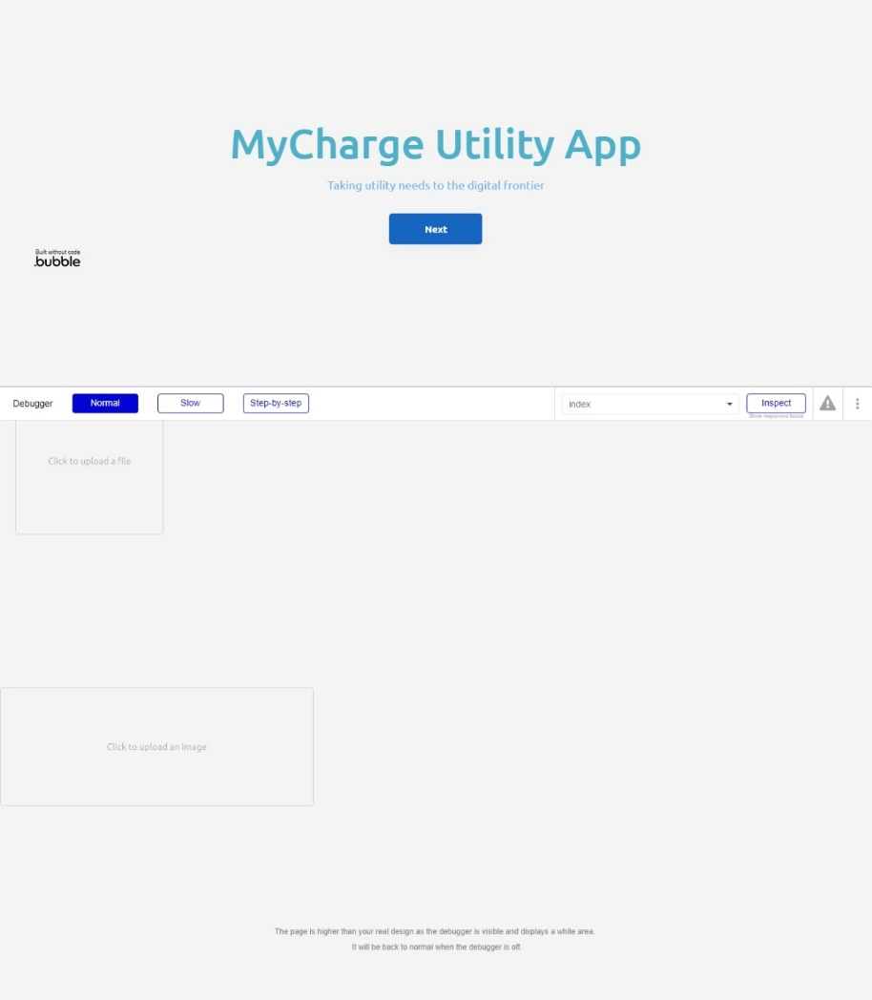 MyCharge Utility App
Taking utility needs to the digital frontier
Next
Built without code
.bubble
Debugger Normal Slow Step-by-step index Inspect
Show responsive boxes
Click to upload a file
Click to upload an image
The page is higher than your real design as the debugger is visible and displays a white area.
It will be back to normal when the debugger is off.